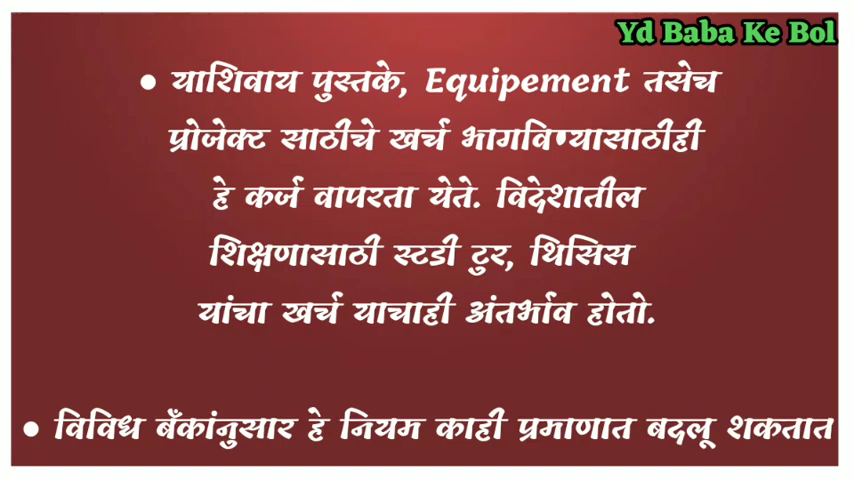 Yd Baba Ke Bol
● याशिवाय पुस्तके, Equipement तसेच
प्रोजेक्ट साठीचे खर्च भागविण्यासाठीही
हे कर्ज वापरता येते. विदेशातील
शिक्षणासाठी स्टडी टुर, थिसिस
यांचा खर्च याचाही अंतर्भाव होतो.
● विविध बँकांनुसार हे नियम काही प्रमाणात बदलू शकतात